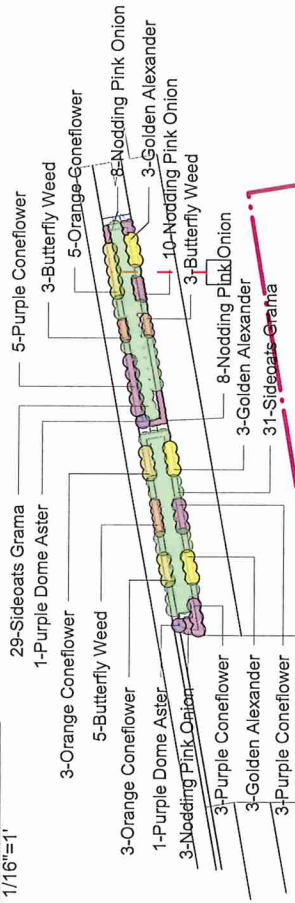 1/16"=1'
29-Sideoats Grama
1-Purple Dome Aster
3-Orange Coneflower
5-Butterfly Weed
3-Orange Coneflower
1-Purple Dome Aster
3-Nodding Pink Onion
3-Purple Coneflower
3-Golden Alexander
3-Purple Coneflower
5-Purple Coneflower
3-Butterfly Weed
5-Orange Coneflower
8-Nodding Pink Onion
3-Golden Alexander
10-Nodding Pink Onion
3-Butterfly Weed
8-Nodding Pink Onion
3-Golden Alexander
31-Sideoats Grama